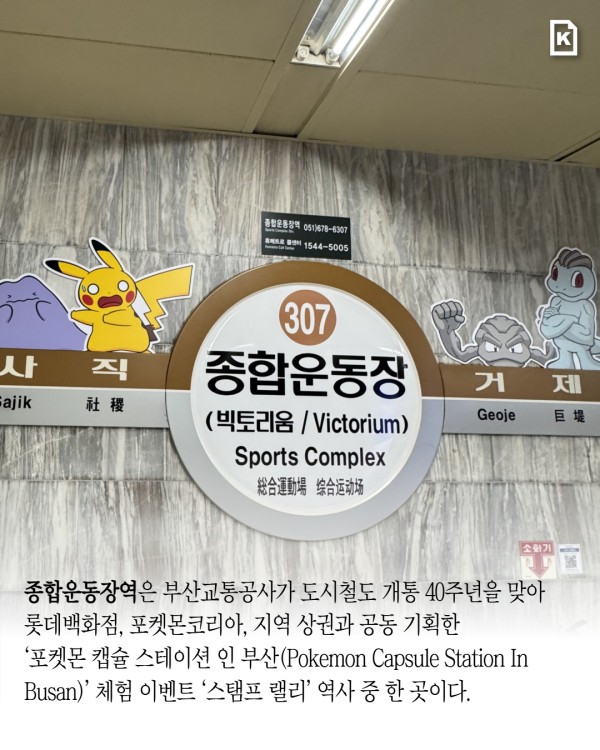 K
종합운동장역 051)678-6307
Sports Complex Stn.
휴메트로 콜센터 1544-5005
Humetro Call Center
307
종합운동장
(빅토리움 / Victorium)
Sports Complex
総合運動場 综合运动场
사직
Sajik 社稷
거제
Geoje 巨堤
소화기
종합운동장역은 부산교통공사가 도시철도 개통 40주년을 맞아
롯데백화점, 포켓몬코리아, 지역 상권과 공동 기획한
‘포켓몬 캡슐 스테이션 인 부산(Pokemon Capsule Station In
Busan)’ 체험 이벤트 ‘스탬프 랠리’ 역사 중 한 곳이다.